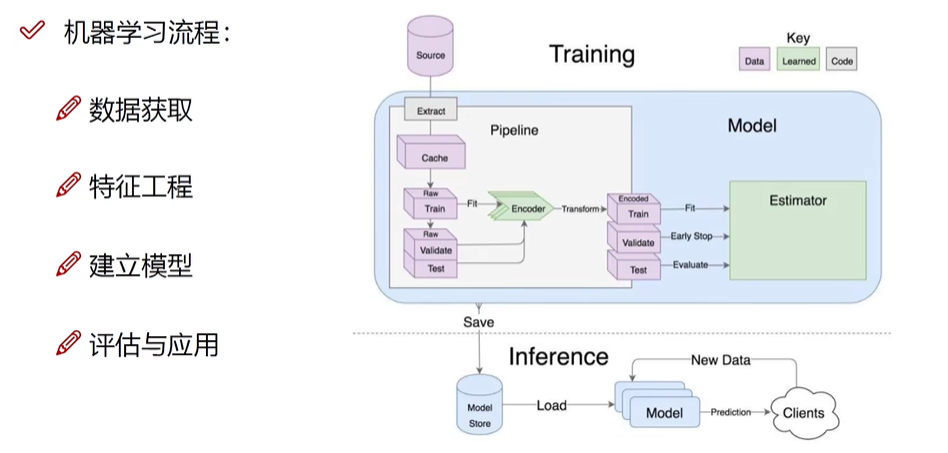 机器学习流程:
数据获取
特征工程
建立模型
评估与应用
Source
Training
Key
Data
Learned
Code
Extract
Pipeline
Model
Cache
Raw
Train
Fit
Encoder
Transform
Raw
Validate
Test
Encoded
Train
Validate
Test
Fit
Early Stop
Evaluate
Estimator
Save
Inference
Model
Store
Load
Model
Prediction
New Data
Clients